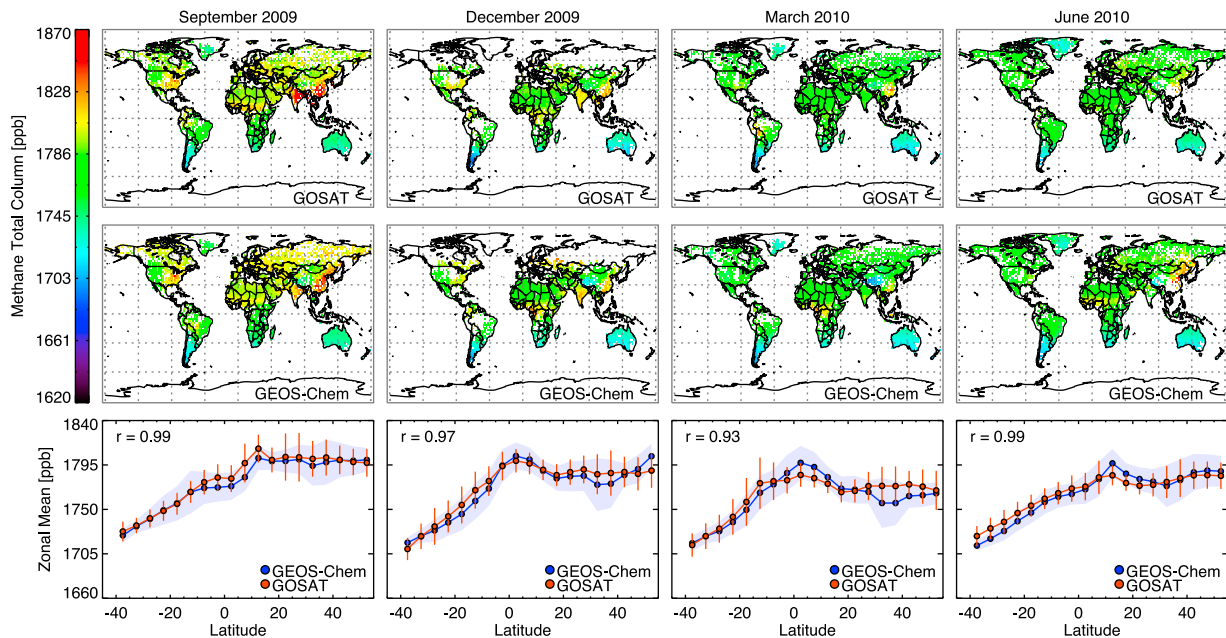 September 2009
December 2009
March 2010
June 2010
Methane Total Column [ppb]
1870
1828
1786
1745
1703
1661
1620
GOSAT
GOSAT
GOSAT
GOSAT
GEOS-Chem
GEOS-Chem
GEOS-Chem
GEOS-Chem
Zonal Mean [ppb]
1840
1795
1750
1705
1660
r = 0.99
GEOS-Chem
GOSAT
r = 0.97
GEOS-Chem
GOSAT
r = 0.93
GEOS-Chem
GOSAT
r = 0.99
GEOS-Chem
GOSAT
-40 -20 0 20 40
-40 -20 0 20 40
-40 -20 0 20 40
-40 -20 0 20 40
Latitude
Latitude
Latitude
Latitude